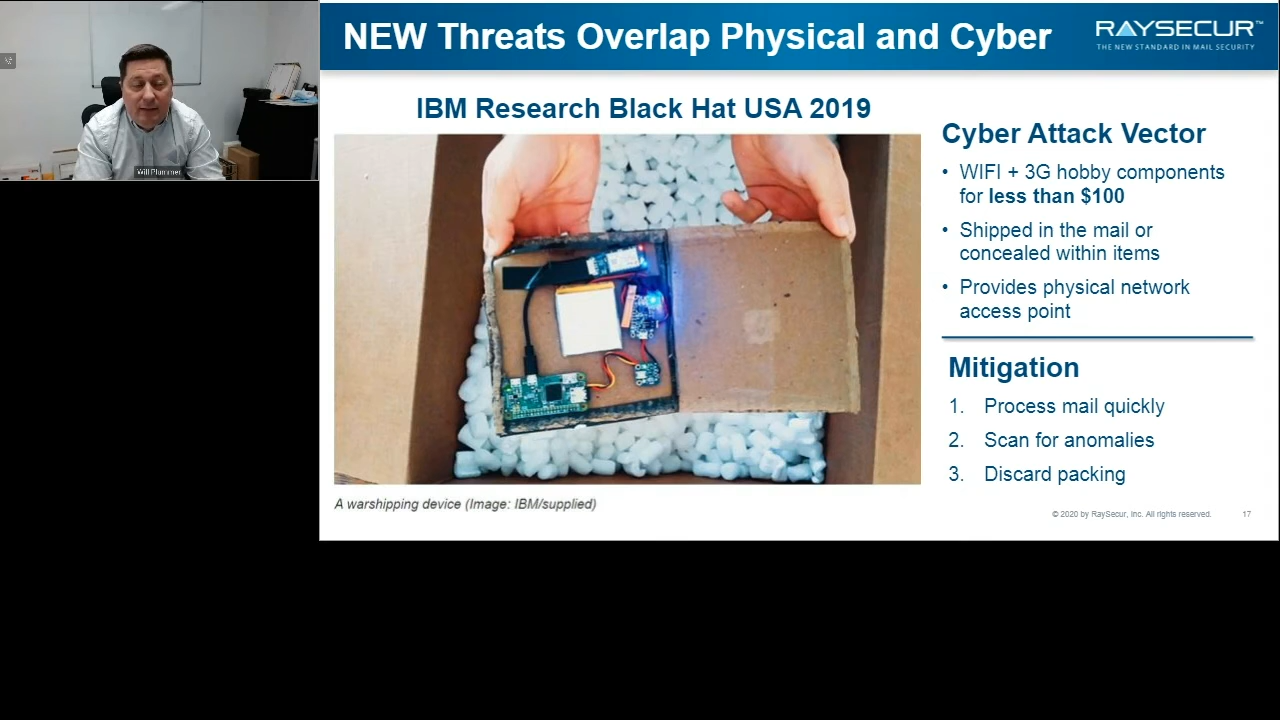 NEW Threats Overlap Physical and Cyber
RAYSECUR™
THE NEW STANDARD IN MAIL SECURITY
Will Plummer
IBM Research Black Hat USA 2019
Cyber Attack Vector
• WIFI + 3G hobby components
for less than $100
• Shipped in the mail or
concealed within items
• Provides physical network
access point
Mitigation
1. Process mail quickly
2. Scan for anomalies
3. Discard packing
A warshipping device (Image: IBM/supplied)
© 2020 by RaySecur, Inc. All rights reserved.
17